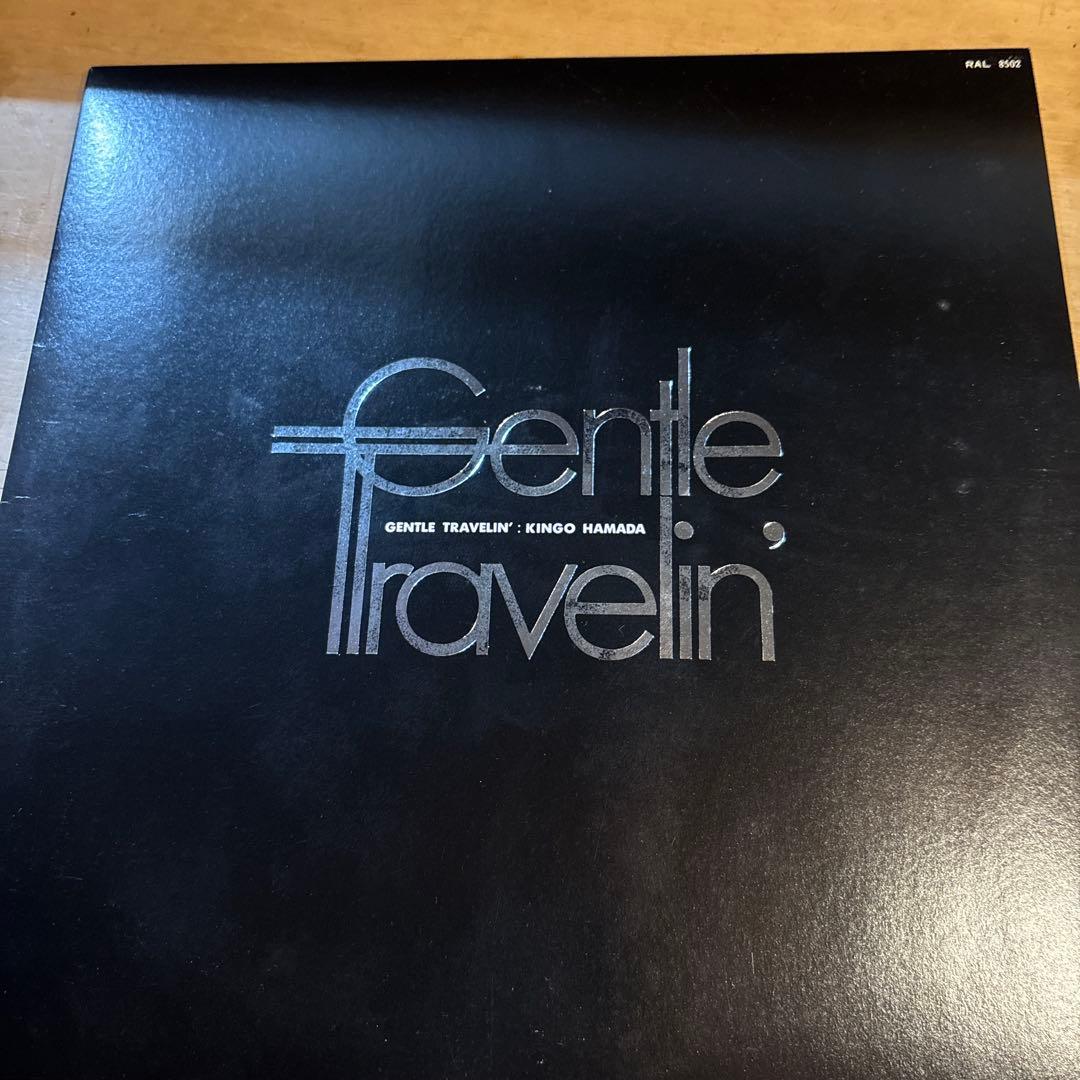 RAL 8502
Gentle
GENTLE TRAVELIN' : KINGO HAMADA
Travelin'